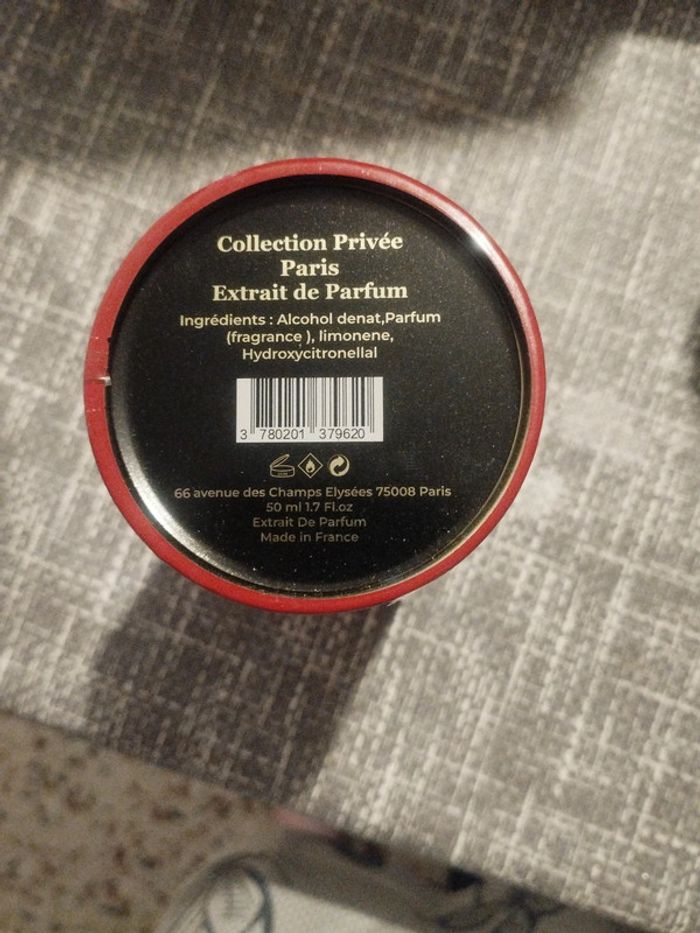 Collection Privée
Paris
Extrait de Parfum
Ingrédients : Alcohol denat,Parfum
(fragrance ), limonene,
Hydroxycitronellal
3 780201 379620
66 avenue des Champs Elysées 75008 Paris
50 ml 1.7 Fl.oz
Extrait De Parfum
Made in France